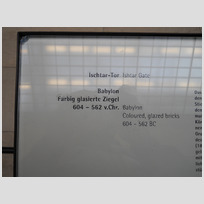 Ischtar-Tor Ishtar Gate
Babylon
Farbig glasierte Ziegel
604 – 562 v.Chr. Babylon
Coloured, glazed bricks
604 – 562 BC